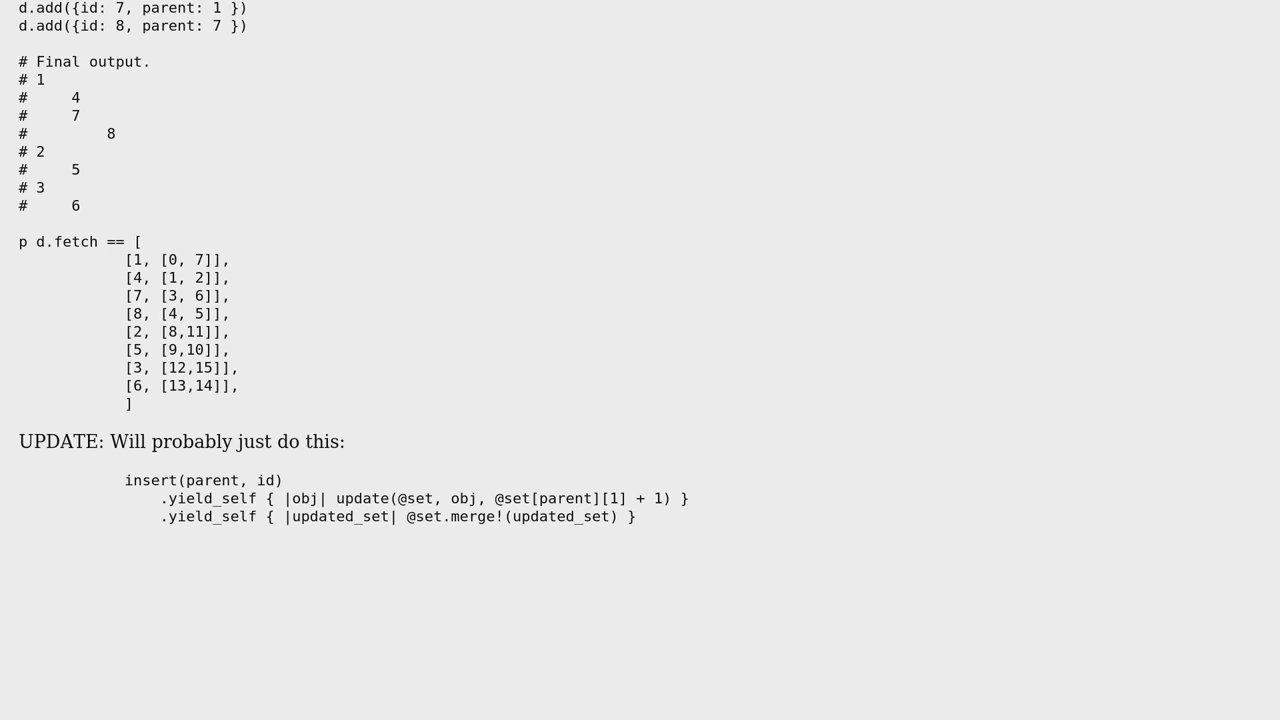 d.add({id: 7, parent: 1 })
d.add({id: 8, parent: 7 })
# Final output.
# 1
#     4
#     7
#         8
# 2
#     5
# 3
#     6
p d.fetch == [
            [1, [0, 7]],
            [4, [1, 2]],
            [7, [3, 6]],
            [8, [4, 5]],
            [2, [8,11]],
            [5, [9,10]],
            [3, [12,15]],
            [6, [13,14]],
            ]
UPDATE: Will probably just do this:
            insert(parent, id)
                .yield_self { |obj| update(@set, obj, @set[parent][1] + 1) }
                .yield_self { |updated_set| @set.merge!(updated_set) }